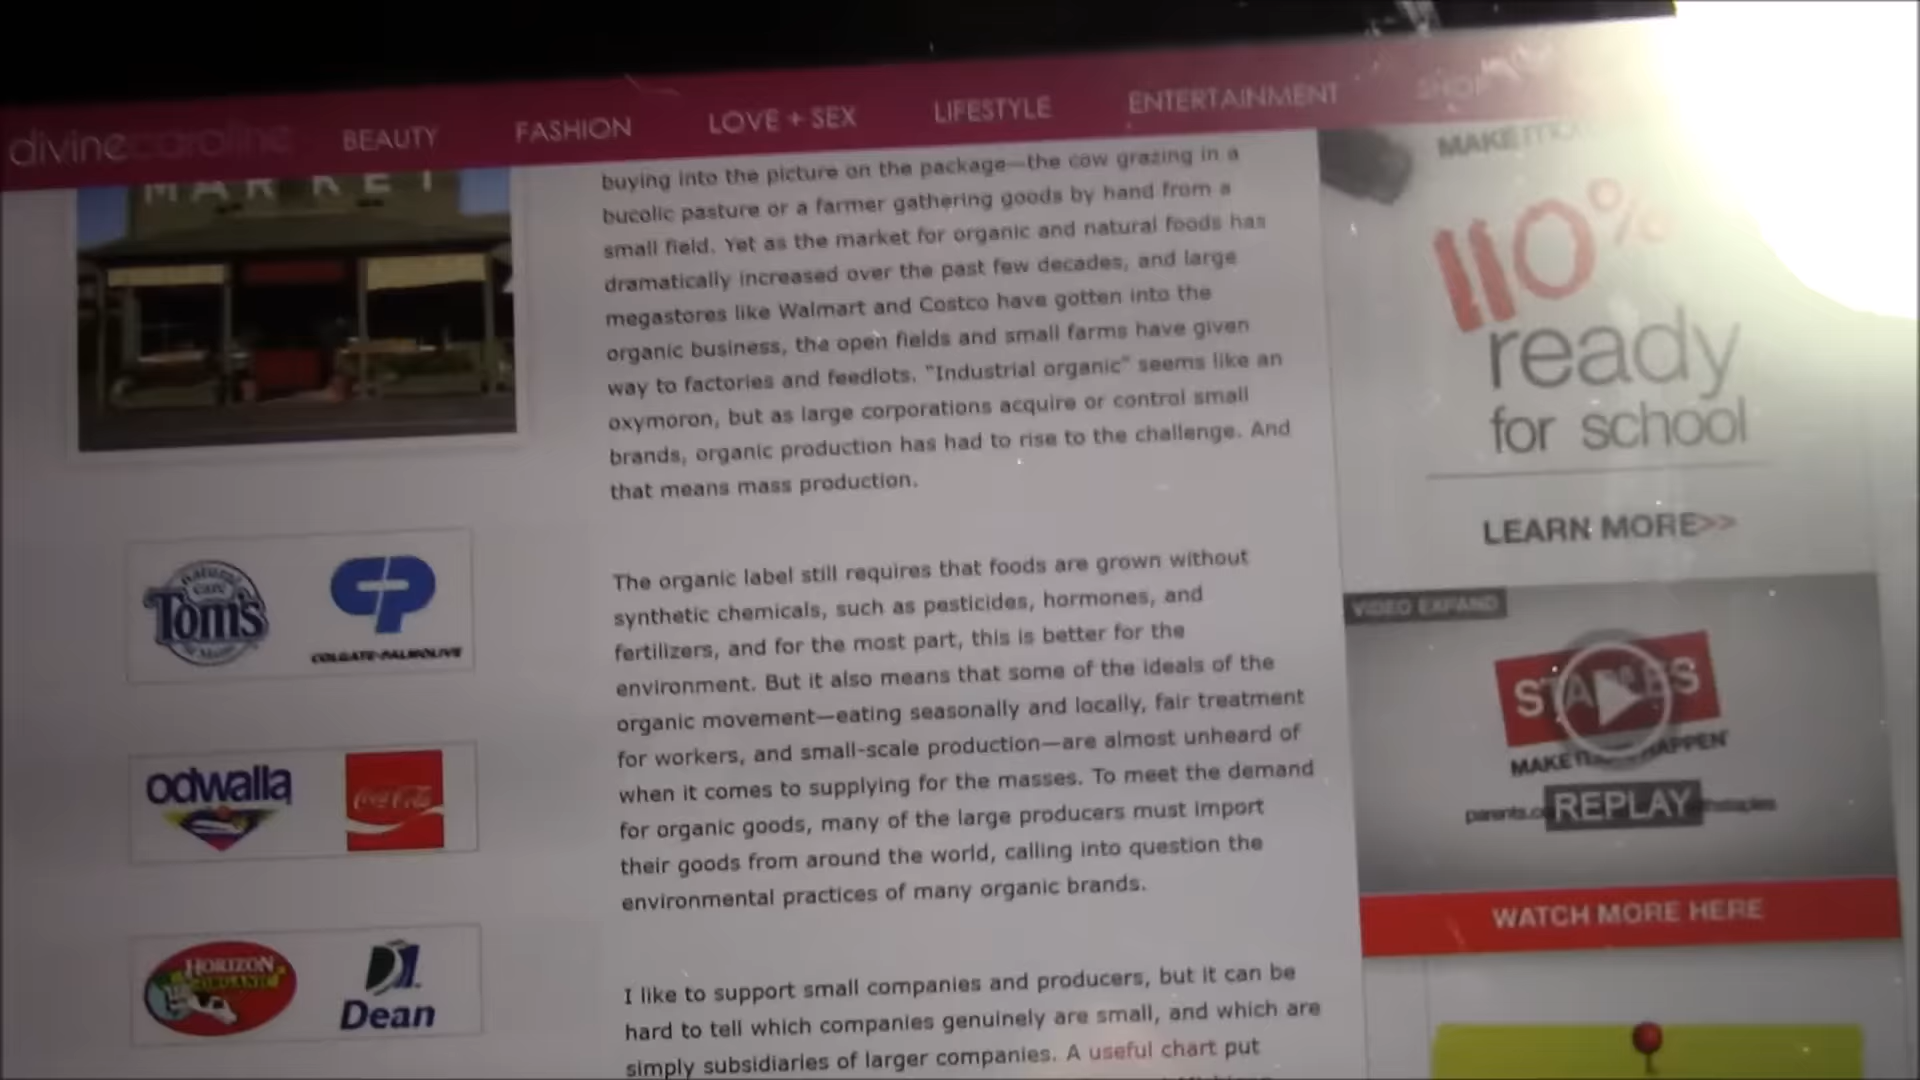 divinecaroline
BEAUTY
FASHION
LOVE + SEX
LIFESTYLE
ENTERTAINMENT
SHOP
MARKET
buying into the picture on the package—the cow grazing in a
bucolic pasture or a farmer gathering goods by hand from a
small field. Yet as the market for organic and natural foods has
dramatically increased over the past few decades, and large
megastores like Walmart and Costco have gotten into the
organic business, the open fields and small farms have given
way to factories and feedlots. "Industrial organic" seems like an
oxymoron, but as large corporations acquire or control small
brands, organic production has had to rise to the challenge. And
that means mass production.
The organic label still requires that foods are grown without
synthetic chemicals, such as pesticides, hormones, and
fertilizers, and for the most part, this is better for the
environment. But it also means that some of the ideals of the
organic movement—eating seasonally and locally, fair treatment
for workers, and small-scale production—are almost unheard of
when it comes to supplying for the masses. To meet the demand
for organic goods, many of the large producers must import
their goods from around the world, calling into question the
environmental practices of many organic brands.
I like to support small companies and producers, but it can be
hard to tell which companies genuinely are small, and which are
simply subsidiaries of larger companies. A useful chart put
natural
care
Tom's
of Maine
CP
COLGATE-PALMOLIVE
odwalla
Coca-Cola
HORIZON
ORGANIC
Dean
MAKE
110%
ready
for school
LEARN MORE>>
VIDEO EXPAND
STAPLES
MAKE HAPPEN
REPLAY
WATCH MORE HERE